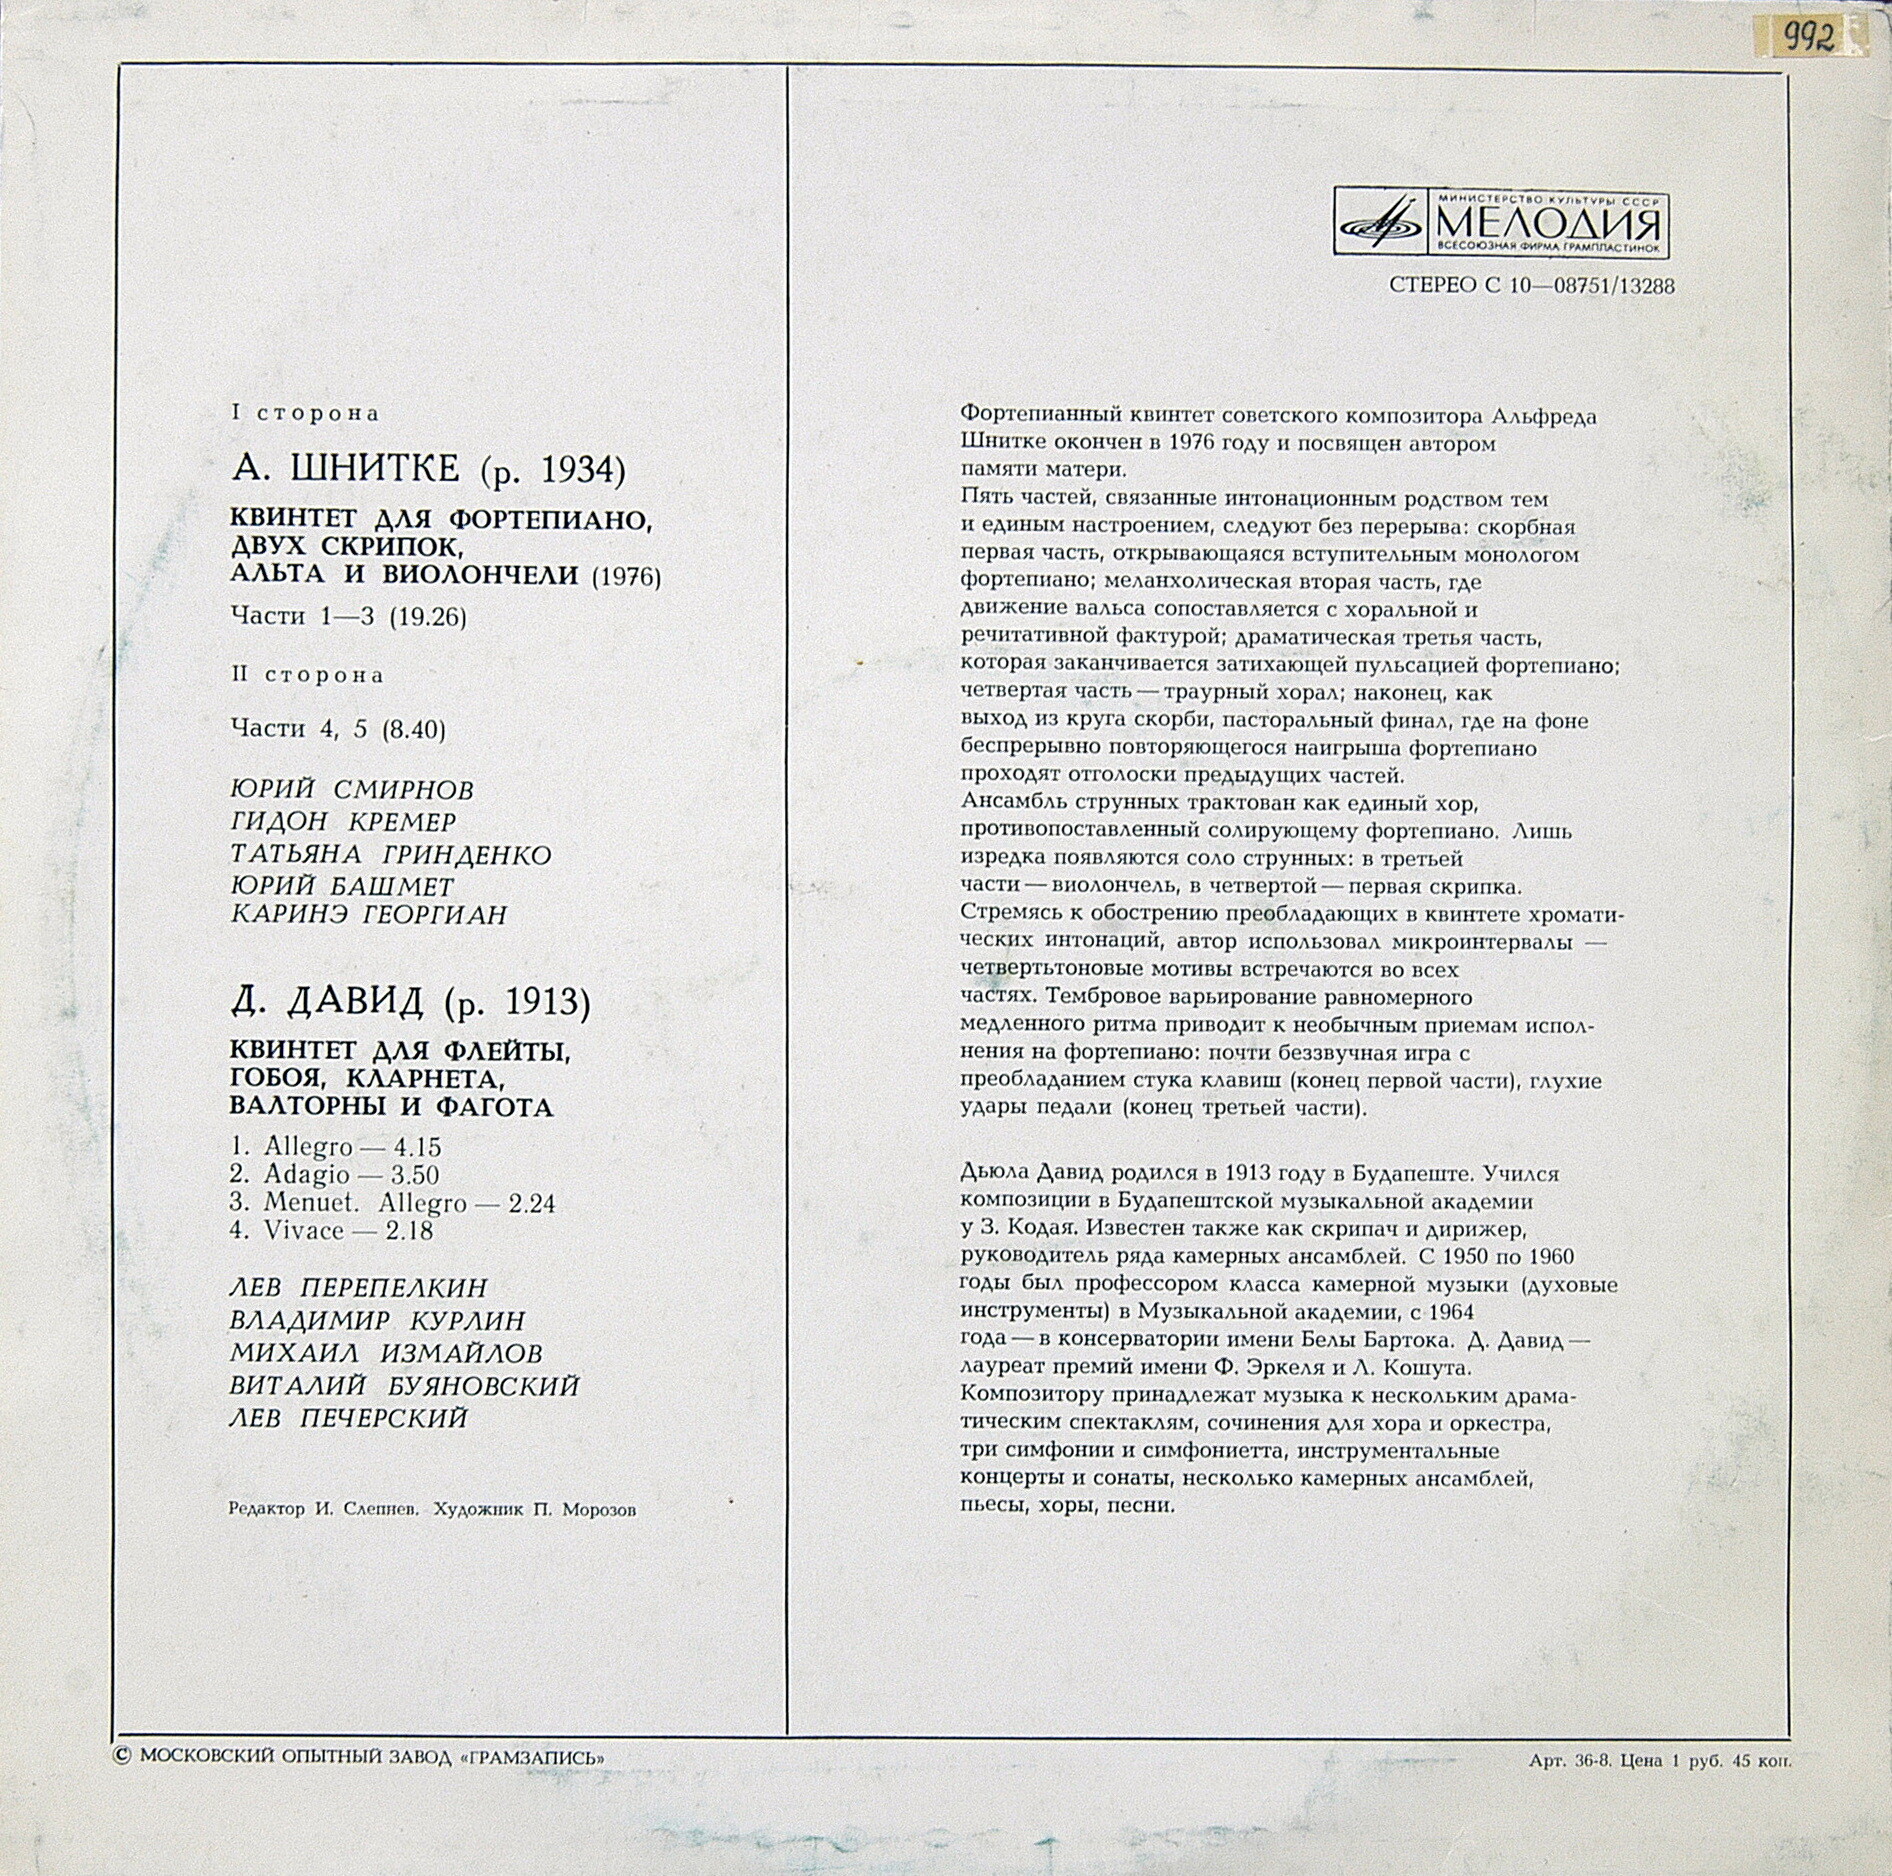 992
I сторона
А. ШНИТКЕ (р. 1934)
КВИНТЕТ ДЛЯ ФОРТЕПИАНО,
ДВУХ СКРИПОК,
АЛЬТА И ВИОЛОНЧЕЛИ (1976)
Части 1—3 (19.26)
II сторона
Части 4, 5 (8.40)
ЮРИЙ СМИРНОВ
ГИДОН КРЕМЕР
ТАТЬЯНА ГРИНДЕНКО
ЮРИЙ БАШМЕТ
КАРИНЭ ГЕОРГИАН
Д. ДАВИД (р. 1913)
КВИНТЕТ ДЛЯ ФЛЕЙТЫ,
ГОБОЯ, КЛАРНЕТА,
ВАЛТОРНЫ И ФАГОТА
1. Allegro — 4.15
2. Adagio — 3.50
3. Menuet. Allegro — 2.24
4. Vivace — 2.18
ЛЕВ ПЕРЕПЕЛКИН
ВЛАДИМИР КУРЛИН
МИХАИЛ ИЗМАЙЛОВ
ВИТАЛИЙ БУЯНОВСКИЙ
ЛЕВ ПЕЧЕРСКИЙ
Редактор И. Слепнев. Художник П. Морозов
МИНИСТЕРСТВО КУЛЬТУРЫ СССР
МЕЛОДИЯ
ВСЕСОЮЗНАЯ ФИРМА ГРАМПЛАСТИНОК
СТЕРЕО С 10—08751/13288
Фортепианный квинтет советского композитора Альфреда
Шнитке окончен в 1976 году и посвящен автором
памяти матери.
Пять частей, связанные интонационным родством тем
и единым настроением, следуют без перерыва: скорбная
первая часть, открывающаяся вступительным монологом
фортепиано; меланхолическая вторая часть, где
движение вальса сопоставляется с хоральной и
речитативной фактурой; драматическая третья часть,
которая заканчивается затихающей пульсацией фортепиано;
четвертая часть — траурный хорал; наконец, как
выход из круга скорби, пасторальный финал, где на фоне
беспрерывно повторяющегося наигрыша фортепиано
проходят отголоски предыдущих частей.
Ансамбль струнных трактован как единый хор,
противопоставленный солирующему фортепиано. Лишь
изредка появляются соло струнных: в третьей
части — виолончель, в четвертой — первая скрипка.
Стремясь к обострению преобладающих в квинтете хромати-
ческих интонаций, автор использовал микроинтервалы —
четвертьтоновые мотивы встречаются во всех
частях. Тембровое варьирование равномерного
медленного ритма приводит к необычным приемам испол-
нения на фортепиано: почти беззвучная игра с
преобладанием стука клавиш (конец первой части), глухие
удары педали (конец третьей части).
Дьюла Давид родился в 1913 году в Будапеште. Учился
композиции в Будапештской музыкальной академии
у З. Кодая. Известен также как скрипач и дирижер,
руководитель ряда камерных ансамблей. С 1950 по 1960
годы был профессором класса камерной музыки (духовые
инструменты) в Музыкальной академии, с 1964
года — в консерватории имени Белы Бартока. Д. Давид —
лауреат премий имени Ф. Эркеля и Л. Кошута.
Композитору принадлежат музыка к нескольким драма-
тическим спектаклям, сочинения для хора и оркестра,
три симфонии и симфониетта, инструментальные
концерты и сонаты, несколько камерных ансамблей,
пьесы, хоры, песни.
© МОСКОВСКИЙ ОПЫТНЫЙ ЗАВОД «ГРАМЗАПИСЬ»
Арт. 36-8. Цена 1 руб. 45 коп.